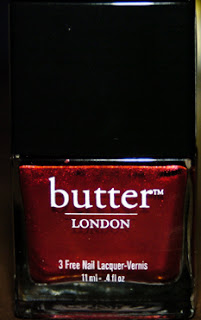 butter™
LONDON
3 Free Nail Lacquer-Vernis
11 ml - .4 fl oz